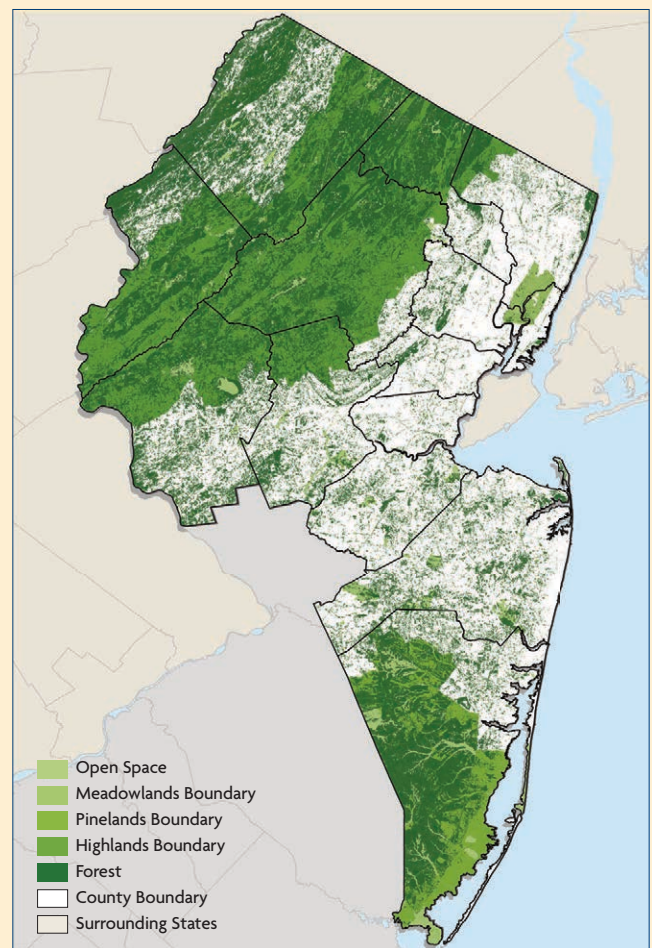 Open Space
Meadowlands Boundary
Pinelands Boundary
Highlands Boundary
Forest
County Boundary
Surrounding States